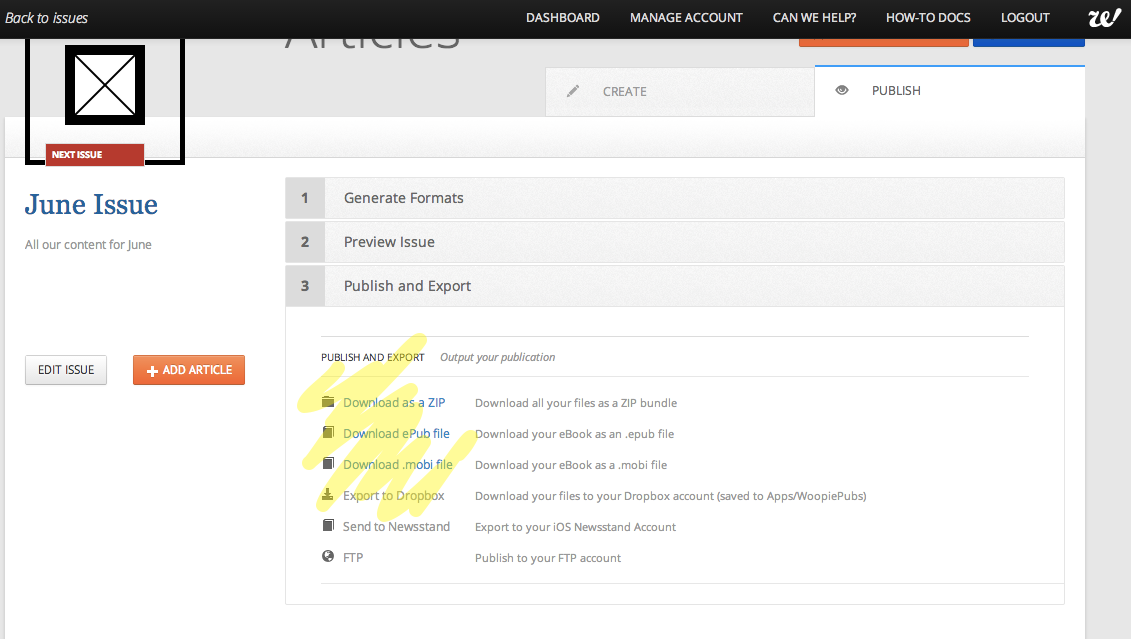 Back to issues
DASHBOARD MANAGE ACCOUNT CAN WE HELP? HOW-TO DOCS LOGOUT we!
Articles
CREATE
PUBLISH
NEXT ISSUE
June Issue
All our content for June
EDIT ISSUE
ADD ARTICLE
1 Generate Formats
2 Preview Issue
3 Publish and Export
PUBLISH AND EXPORT Output your publication
Download as a ZIP Download all your files as a ZIP bundle
Download ePub file Download your eBook as an .epub file
Download .mobi file Download your eBook as a .mobi file
Export to Dropbox Download your files to your Dropbox account (saved to Apps/WoopiePubs)
Send to Newsstand Export to your iOS Newsstand Account
FTP Publish to your FTP account